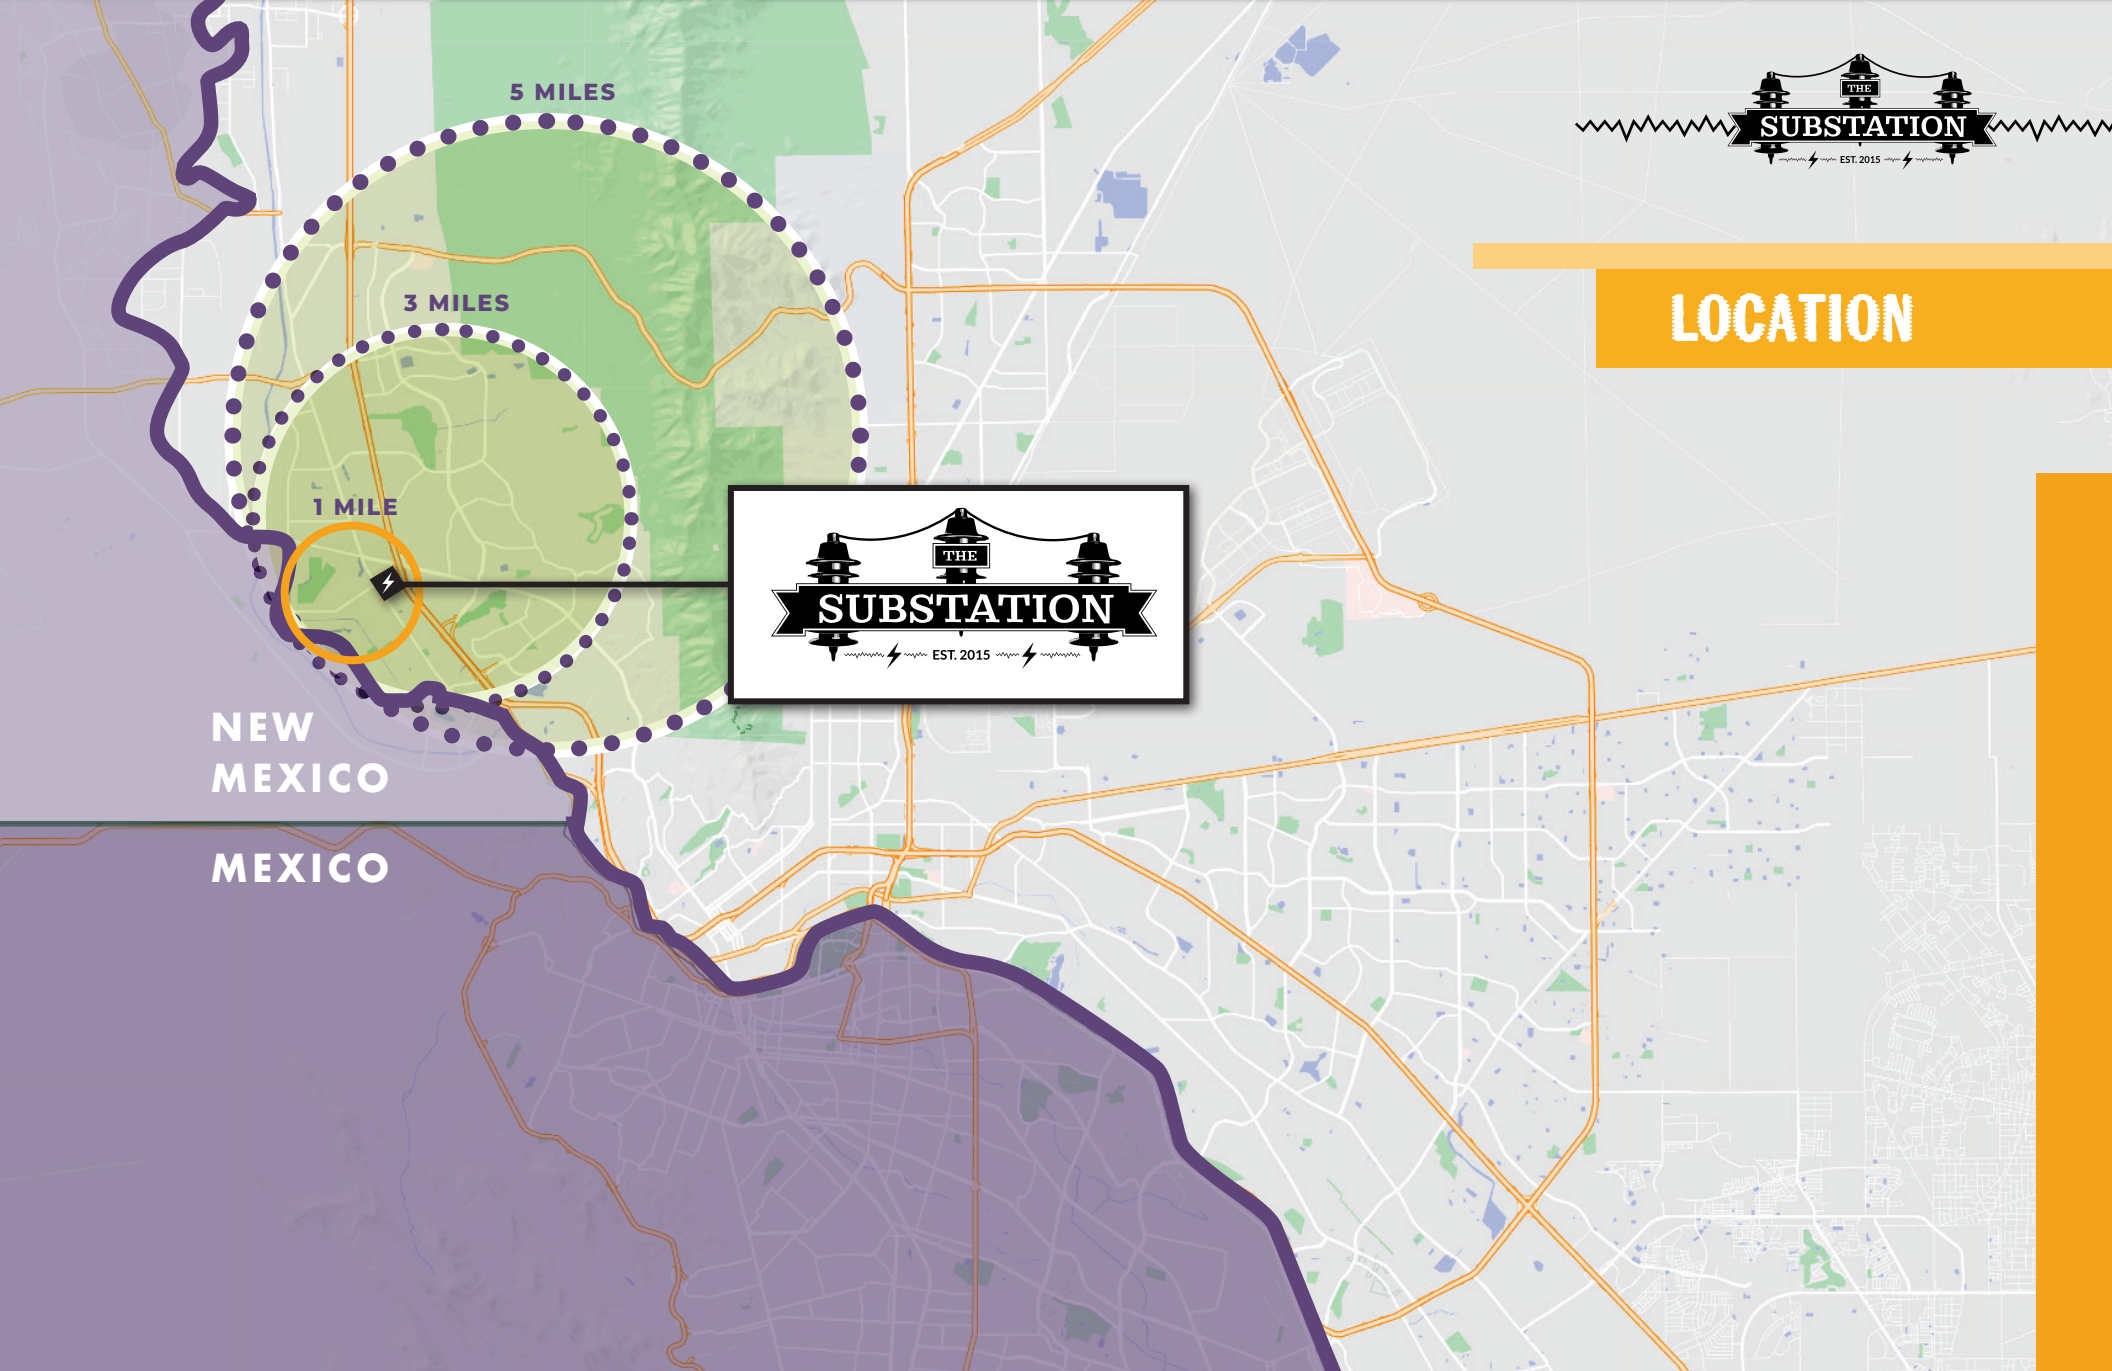 5 MILES
THE
SUBSTATION
EST. 2015
LOCATION
3 MILES
1 MILE
THE
SUBSTATION
EST. 2015
NEW
MEXICO
MEXICO